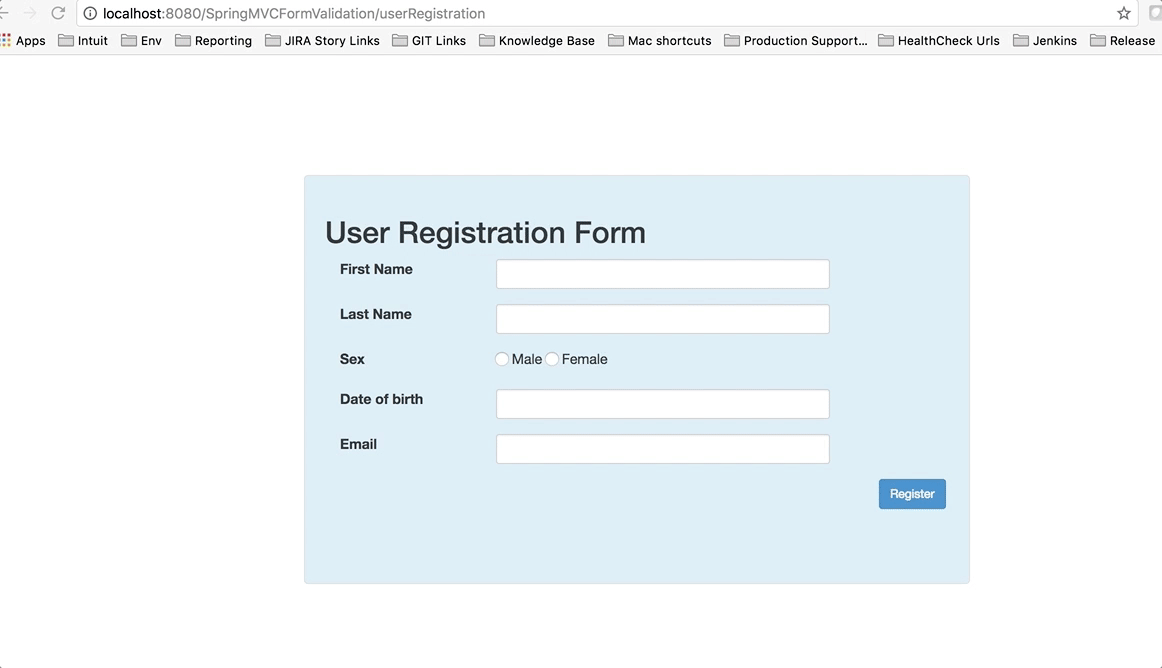 localhost:8080/SpringMVCFormValidation/userRegistration
Apps Intuit Env Reporting JIRA Story Links GIT Links Knowledge Base Mac shortcuts Production Support... HealthCheck Urls Jenkins Release
User Registration Form
First Name
Last Name
Sex Male Female
Date of birth
Email
Register